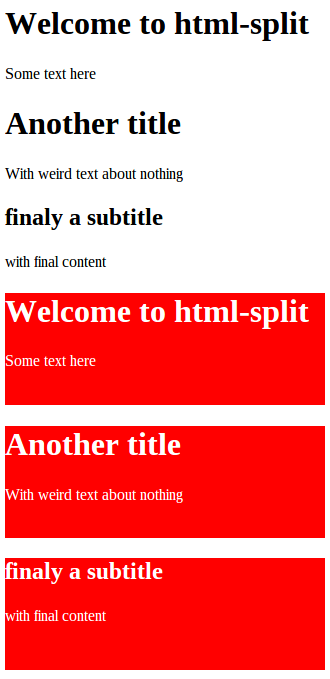 Welcome to html-split
Some text here
Another title
With weird text about nothing
finaly a subtitle
with final content
Welcome to html-split
Some text here
Another title
With weird text about nothing
finaly a subtitle
with final content